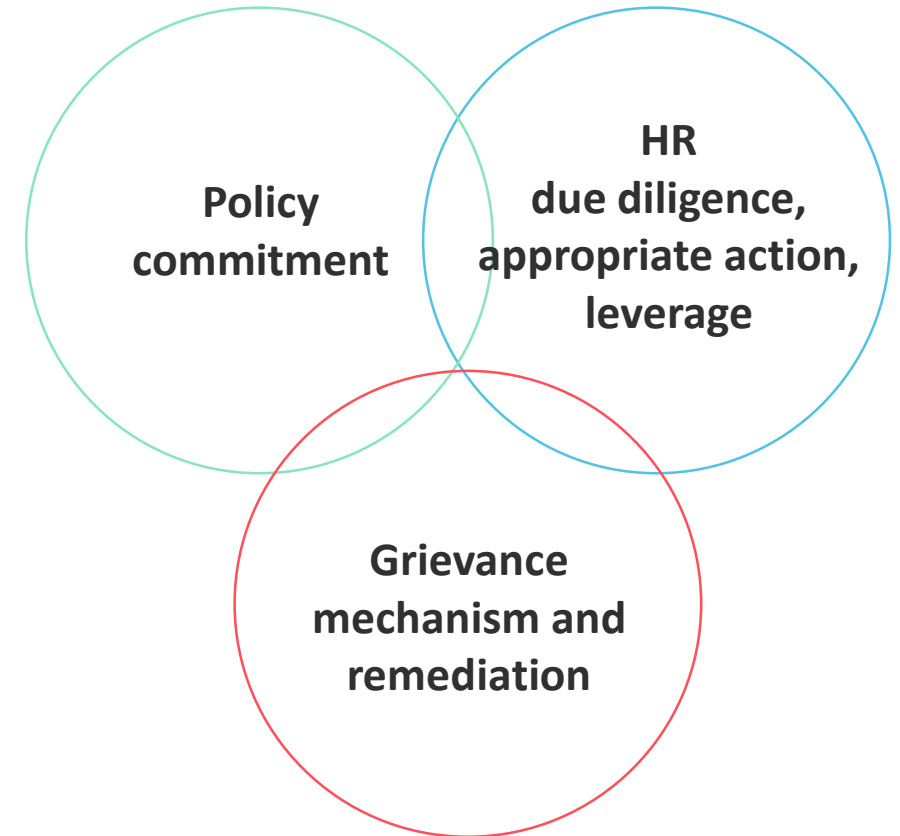 Policy
commitment
HR
due diligence,
appropriate action,
leverage
Grievance
mechanism and
remediation